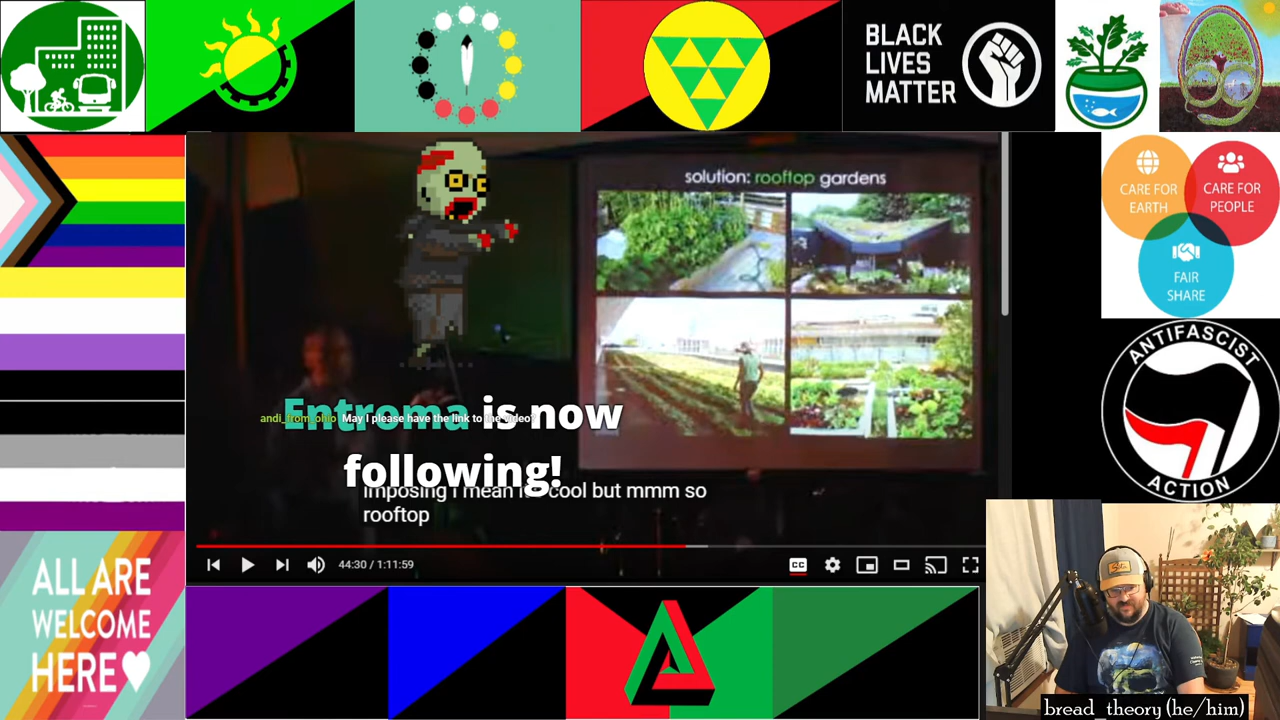 BLACK
LIVES
MATTER
solution: rooftop gardens
CARE FOR
EARTH
CARE FOR
PEOPLE
FAIR
SHARE
ANTIFASCIST
ACTION
Entroma is now
following!
andi_from_ohio May I please have the link to the video?
imposing I mean it's cool but mmm so
rooftop
44:30 / 1:11:59
CC
ALL ARE
WELCOME
HERE
bread_theory (he/him)